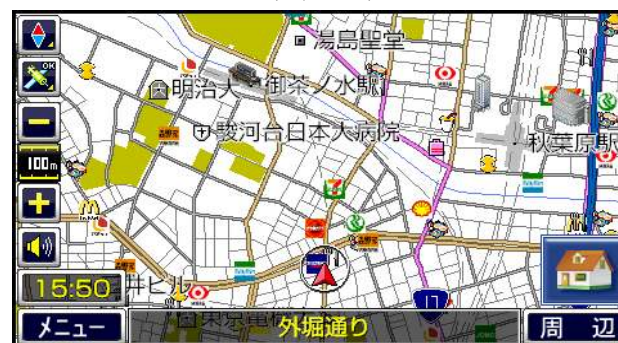 湯島聖堂
OK
明治大
御茶ノ水駅
駿河台日本大病院
秋葉原駅
100m
17
15:50
井ビル
東京電機
メニュー
外堀通り
周辺